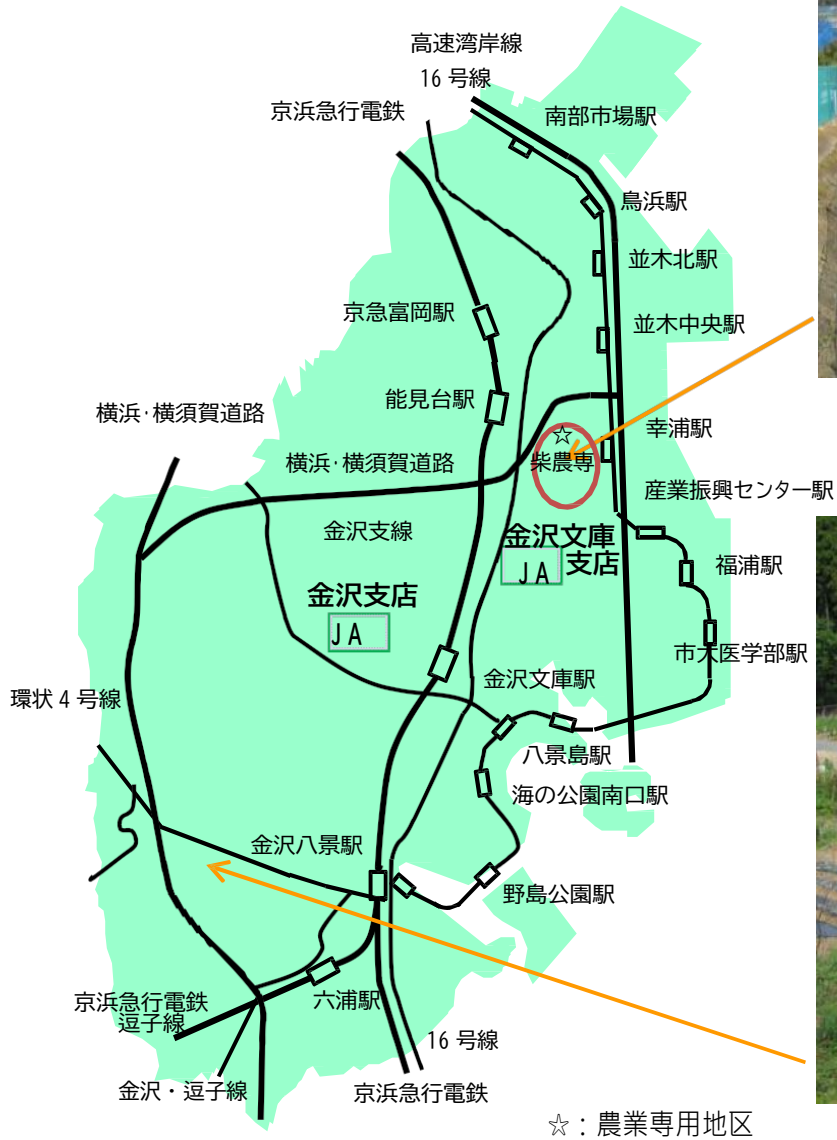 高速湾岸線
16 号線
京浜急行電鉄
南部市場駅
鳥浜駅
並木北駅
京急富岡駅
並木中央駅
能見台駅
横浜･横須賀道路
幸浦駅
☆
柴農専
横浜･横須賀道路
産業振興センター駅
金沢支線
金沢文庫
支店
JA
福浦駅
金沢支店
JA
市大医学部駅
金沢文庫駅
環状 4 号線
八景島駅
海の公園南口駅
金沢八景駅
野島公園駅
六浦駅
京浜急行電鉄
逗子線
16 号線
金沢・逗子線
京浜急行電鉄
☆：農業専用地区